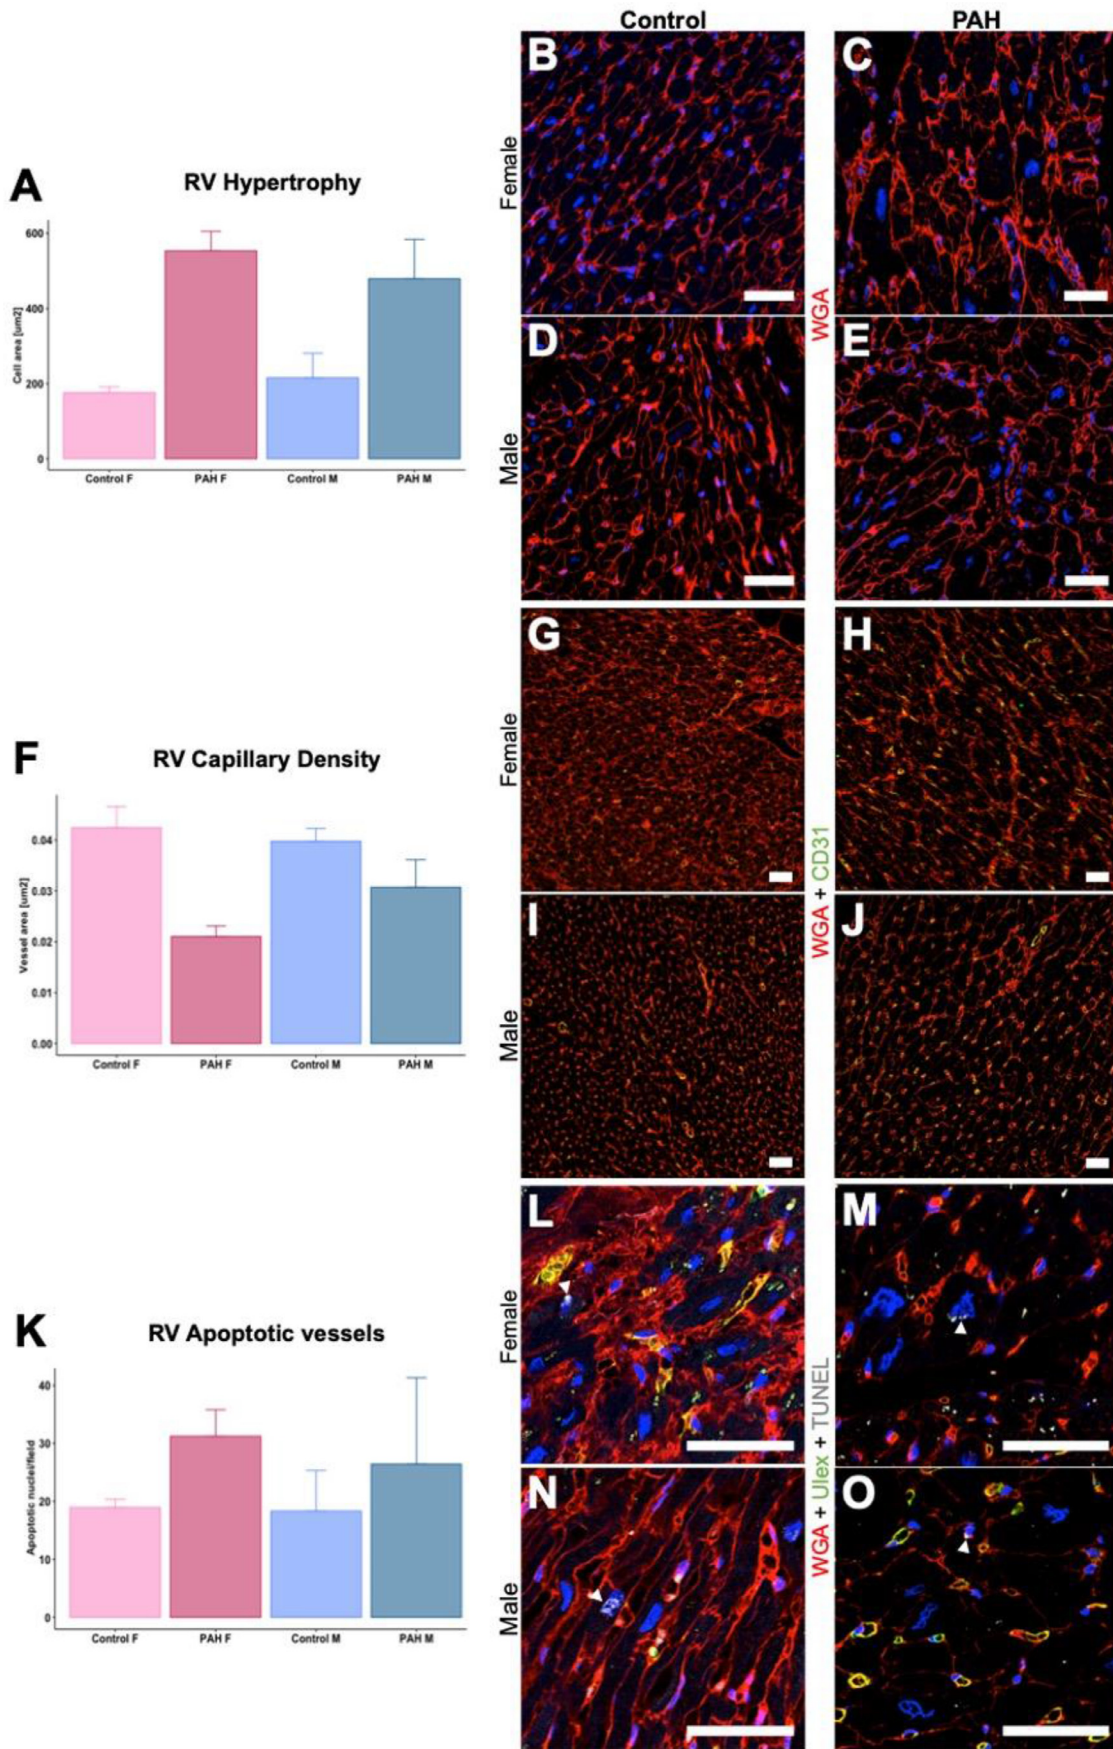 Control
PAH
A
RV Hypertrophy
Cell area [um2]
600
400
200
0
Control F
PAH F
Control M
PAH M
Female
B
C
Male
D
E
WGA
F
RV Capillary Density
Vessel area [um2]
0.04
0.03
0.02
0.01
0.00
Control F
PAH F
Control M
PAH M
Female
G
H
Male
I
J
WGA + CD31
K
RV Apoptotic vessels
Apoptotic nuclei/field
40
30
20
10
0
Control F
PAH F
Control M
PAH M
Female
L
M
Male
N
O
WGA + Ulex + TUNEL